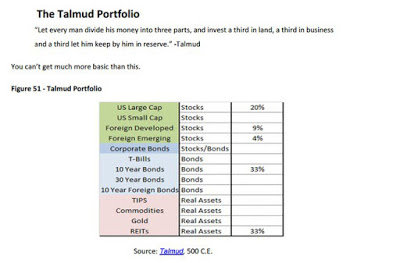 The Talmud Portfolio
"Let every man divide his money into three parts, and invest a third in land, a third in business
and a third let him keep by him in reserve." -Talmud
You can't get much more basic than this.
Figure 51 - Talmud Portfolio
US Large Cap Stocks 20%
US Small Cap Stocks
Foreign Developed Stocks 9%
Foreign Emerging Stocks 4%
Corporate Bonds Stocks/Bonds
T-Bills Bonds
10 Year Bonds Bonds 33%
30 Year Bonds Bonds
10 Year Foreign Bonds Bonds
TIPS Real Assets
Commodities Real Assets
Gold Real Assets
REITs Real Assets 33%
Source: Talmud, 500 C.E.